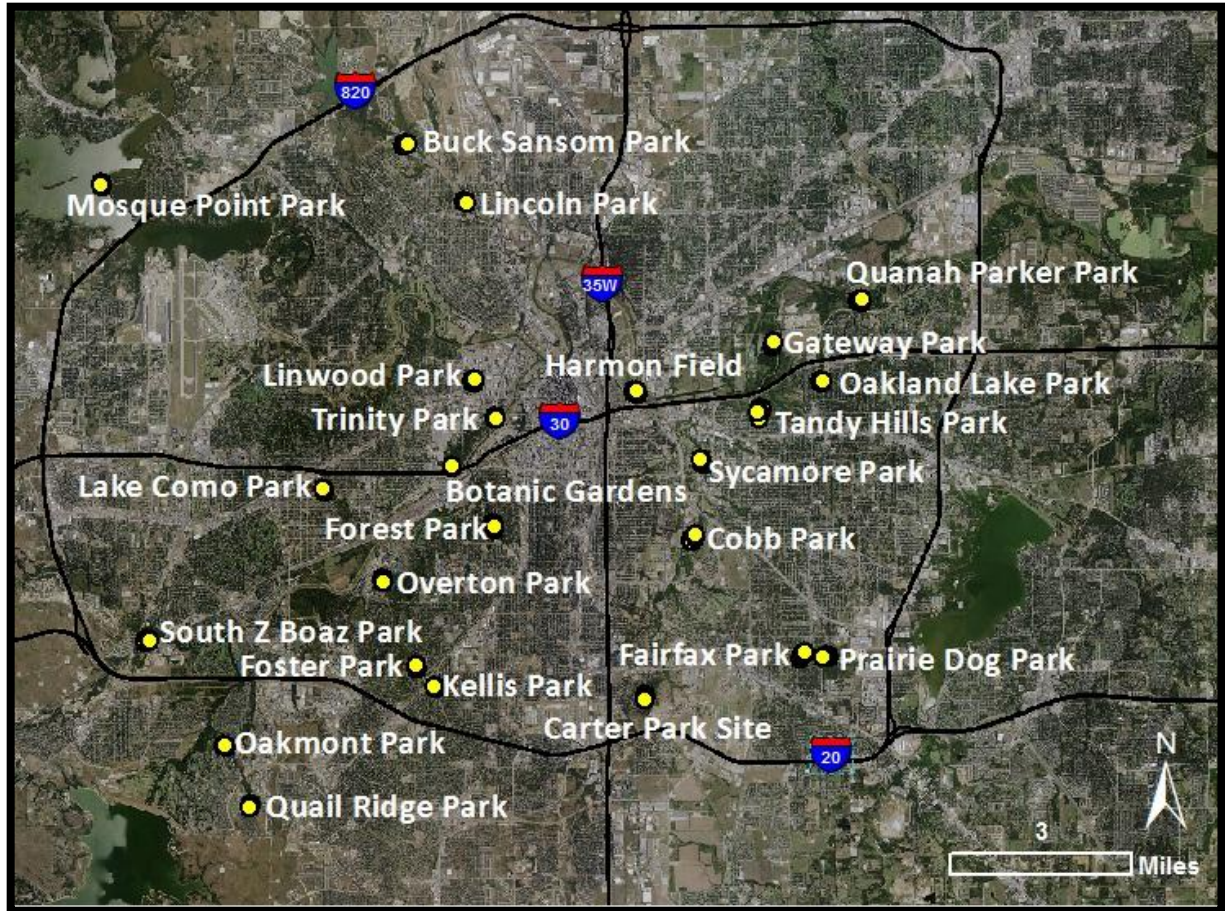 820
Buck Sansom Park
Mosque Point Park
Lincoln Park
Quanah Parker Park
35W
Gateway Park
Harmon Field
Linwood Park
Oakland Lake Park
Trinity Park
30
Tandy Hills Park
Sycamore Park
Lake Como Park
Botanic Gardens
Forest Park
Cobb Park
Overton Park
South Z Boaz Park
Fairfax Park
Prairie Dog Park
Foster Park
Kellis Park
Carter Park Site
Oakmont Park
20
N
Quail Ridge Park
3
Miles